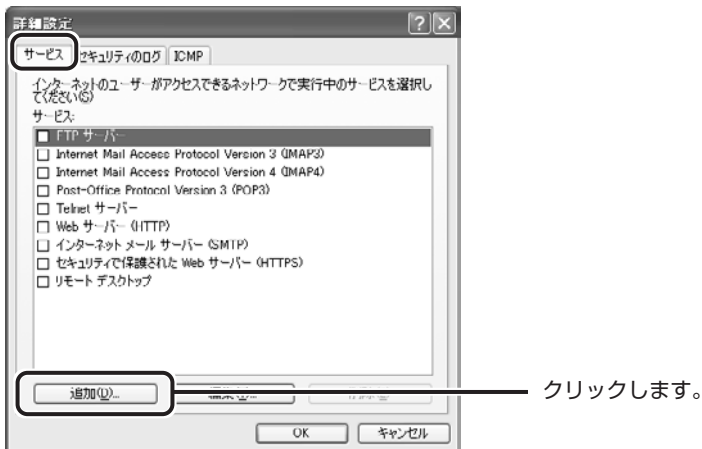 詳細設定
サービス セキュリティのログ ICMP
インターネットのユーザーがアクセスできるネットワークで実行中のサービスを選択し
てください(S)
サービス:
FTP サーバー
Internet Mail Access Protocol Version 3 (IMAP3)
Internet Mail Access Protocol Version 4 (IMAP4)
Post-Office Protocol Version 3 (POP3)
Telnet サーバー
Web サーバー (HTTP)
インターネット メール サーバー (SMTP)
セキュリティで保護された Web サーバー (HTTPS)
リモート デスクトップ
追加(D)...
クリックします。
OK キャンセル